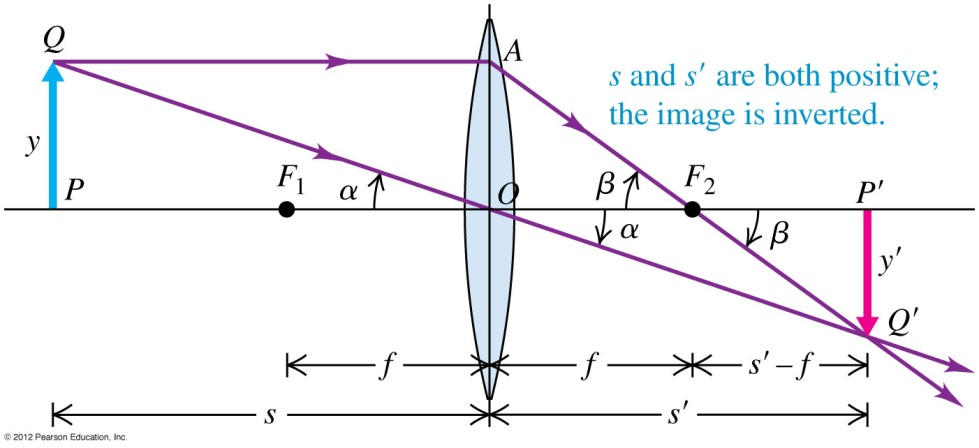 Q
A
s and s′ are both positive;
the image is inverted.
y
P
F₁
α
O
β
F₂
P′
α
β
y′
Q′
f
f
s′ – f
s
s′
© 2012 Pearson Education, Inc.